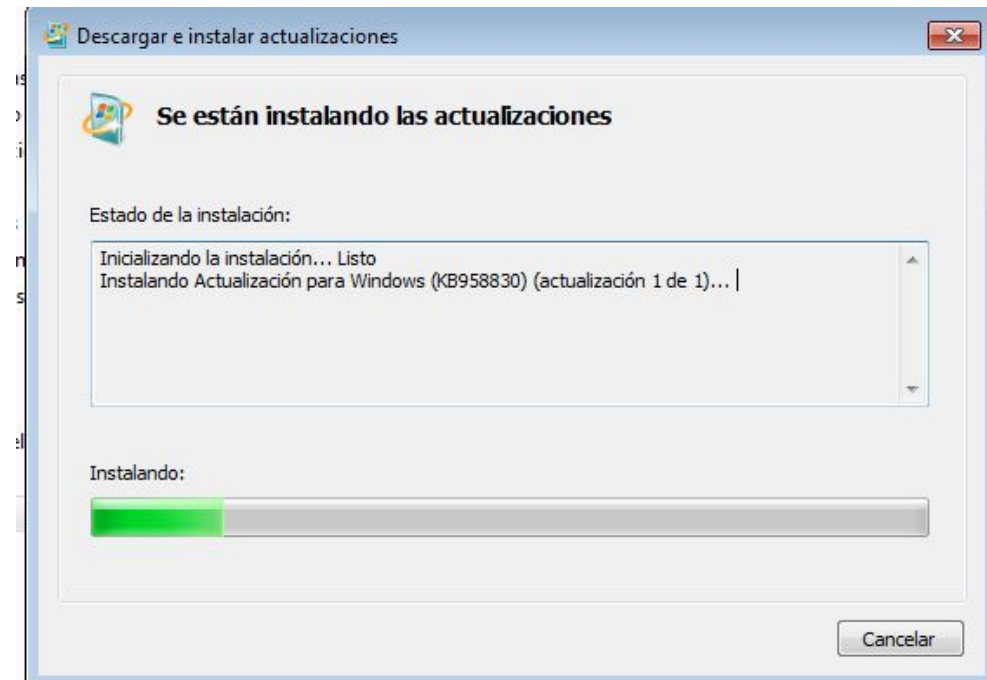 Descargar e instalar actualizaciones
Se están instalando las actualizaciones
Estado de la instalación:
Inicializando la instalación... Listo
Instalando Actualización para Windows (KB958830) (actualización 1 de 1)...
Instalando:
Cancelar